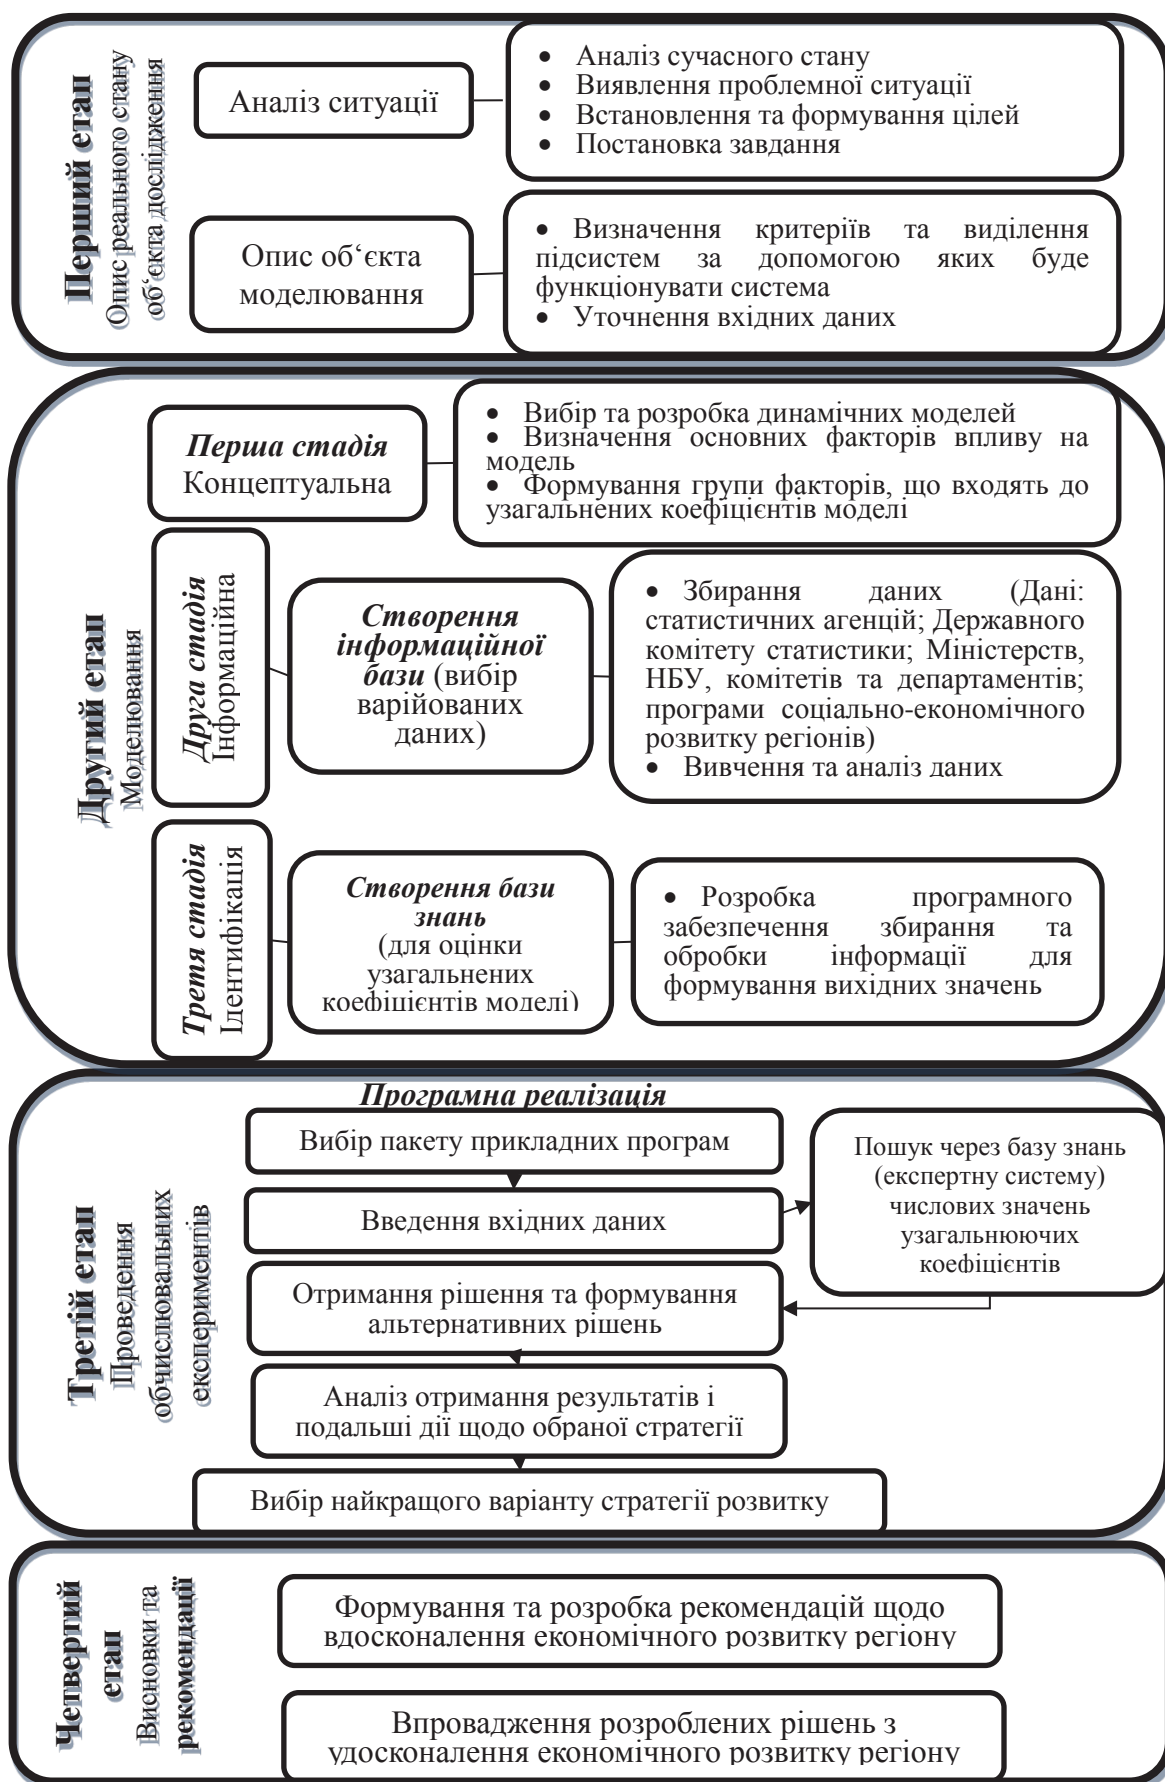 Перший етап
Опис реального стану
об‘єкта дослідження
Аналіз ситуації
• Аналіз сучасного стану
• Виявлення проблемної ситуації
• Встановлення та формування цілей
• Постановка завдання
Опис об‘єкта
моделювання
• Визначення критеріїв та виділення
підсистем за допомогою яких буде
функціонувати система
• Уточнення вхідних даних
Другий етап
Моделювання
Перша стадія
Концептуальна
• Вибір та розробка динамічних моделей
• Визначення основних факторів впливу на
модель
• Формування групи факторів, що входять до
узагальнених коефіцієнтів моделі
Друга стадія
Інформаційна
Створення
інформаційної
бази (вибір
варійованих
даних)
• Збирання даних (Дані:
статистичних агенцій; Державного
комітету статистики; Міністерств,
НБУ, комітетів та департаментів;
програми соціально-економічного
розвитку регіонів)
• Вивчення та аналіз даних
Третя стадія
Ідентифікація
Створення бази
знань
(для оцінки
узагальнених
коефіцієнтів моделі)
• Розробка програмного
забезпечення збирання та
обробки інформації для
формування вихідних значень
Третій етап
Проведення
обчислювальних
експериментів
Програмна реалізація
Вибір пакету прикладних програм
Введення вхідних даних
Пошук через базу знань
(експертну систему)
числових значень
узагальнюючих
коефіцієнтів
Отримання рішення та формування
альтернативних рішень
Аналіз отримання результатів і
подальші дії щодо обраної стратегії
Вибір найкращого варіанту стратегії розвитку
Четвертий
етап
Висновки та
рекомендації
Формування та розробка рекомендацій щодо
вдосконалення економічного розвитку регіону
Впровадження розроблених рішень з
удосконалення економічного розвитку регіону